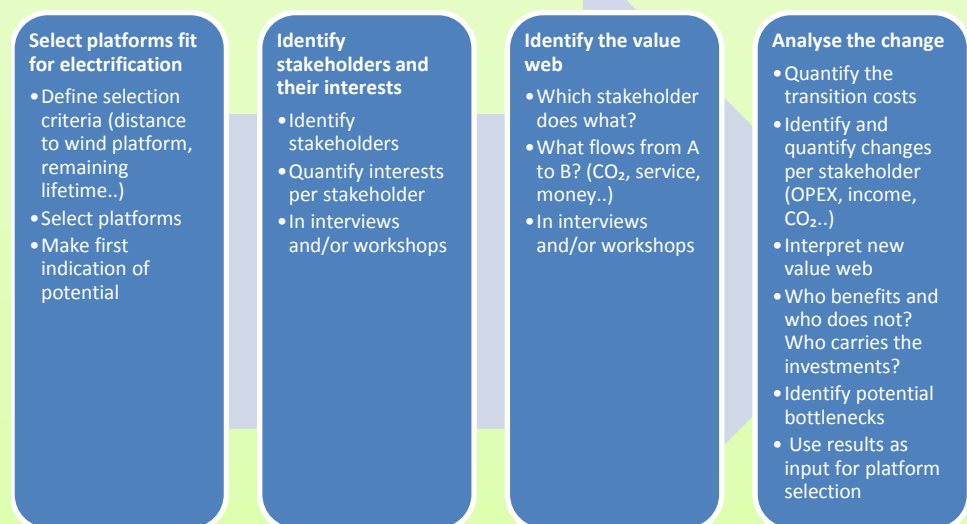 Select platforms fit
for electrification
•Define selection
criteria (distance
to wind platform,
remaining
lifetime..)
•Select platforms
•Make first
indication of
potential
Identify
stakeholders and
their interests
•Identify
stakeholders
•Quantify interests
per stakeholder
•In interviews
and/or workshops
Identify the value
web
•Which stakeholder
does what?
•What flows from A
to B? (CO₂, service,
money..)
•In interviews
and/or workshops
Analyse the change
•Quantify the
transition costs
•Identify and
quantify changes
per stakeholder
(OPEX, income,
CO₂..)
•Interpret new
value web
•Who benefits and
who does not?
Who carries the
investments?
•Identify potential
bottlenecks
• Use results as
input for platform
selection